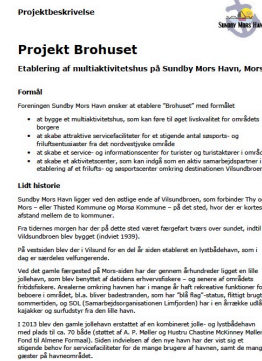 Projektbeskrivelse
SUNDBY MORS HAVN
Projekt Brohuset
Etablering af multiaktivitetshus på Sundby Mors Havn, Mors
Formål
Foreningen Sundby Mors Havn ønsker at etablere "Brohuset" med formålet
• at bygge et multiaktivitetshus, som kan føre til øget livskvalitet for områdets
borgere
• at skabe attraktive servicefaciliteter for et stigende antal søsports- og
friluftsentusiaster fra det nordvestjyske område
• at skabe et service- og informationscenter for turister og turistaktører i områd
• at skabe et aktivitetscenter, som kan indgå som en aktiv samarbejdspartner i
etablering af et frilufts- og søsportscenter omkring destinationen Vildsundbroen
Lidt historie
Sundby Mors Havn ligger ved den østlige ende af Vilsundbroen, som forbinder Thy o
Mors – eller Thisted Kommune og Morsø Kommune – på det sted, hvor der er kortes
afstand mellem de to kommuner.
Fra tidernes morgen har der på dette sted været færgefart tværs over sundet, indtil
Vildsundbroen blev bygget (indviet 1939).
På vestsiden blev der i Vilsund for en del år siden etableret en lystbådehavn, som i
dag er særdeles velfungerende.
Ved det gamle færgested på Mors-siden har der gennem århundreder ligget en lille
jollehavn, som blev benyttet af datidens erhvervsfiskere – og senere af områdets
fritidsfiskere. Arealerne omkring havnen har i mange år haft rekreative funktioner fo
beboere i området, bl.a. bliver badestranden, som har "blå flag"-status, flittigt brugt
sommertiden, og SOL (Samarbejdsorganisationen Limfjorden) har i en årrække udlå
kajakker og surfudstyr fra den lille havn.
I 2013 blev den gamle jollehavn erstattet af en kombineret jolle- og lystbådehavn
med plads til ca. 70 både (støttet af A. P. Møller og Hustru Chastine McKinney Møller
Fond til Almene Formaal). Siden indvielsen af den nye havn har der vist sig et
stigende behov for servicefaciliteter for de mange brugere af havnen, samt de mang
gæster på havneområdet.